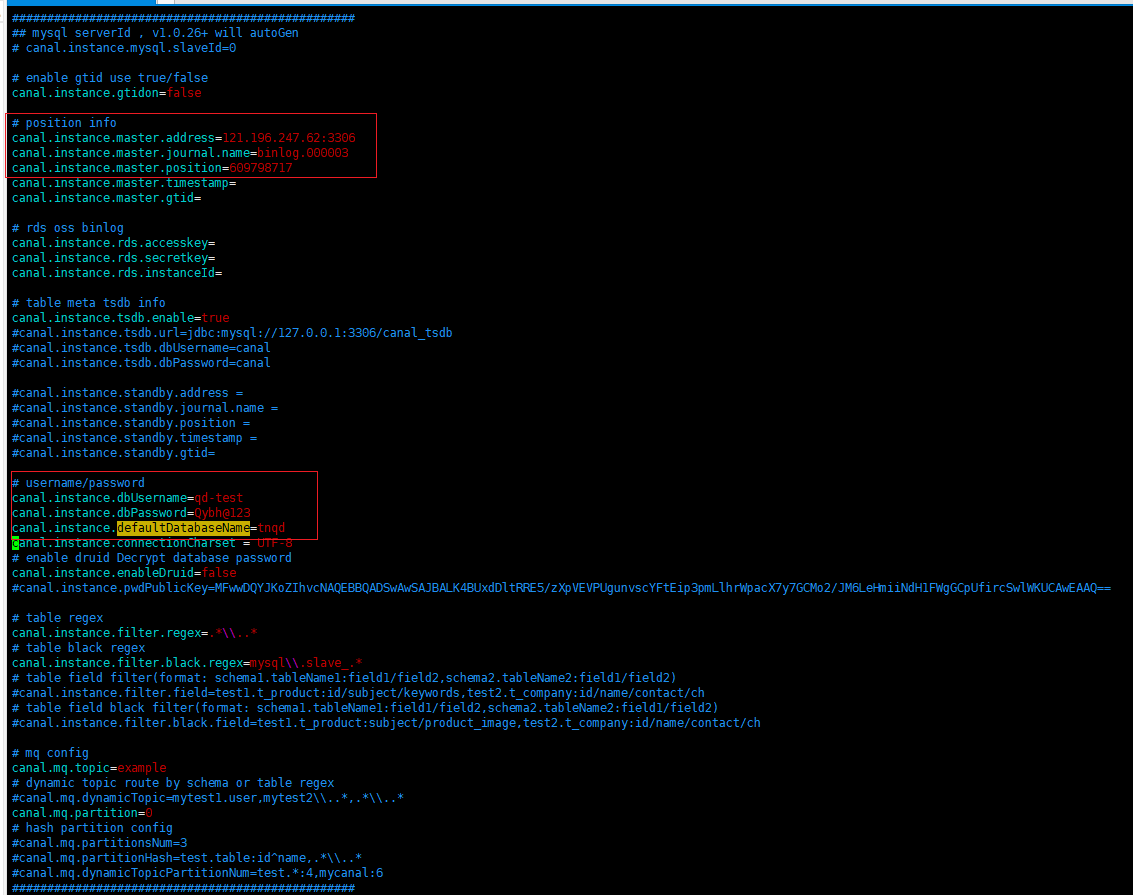 #################################################
## mysql serverId , v1.0.26+ will autoGen
# canal.instance.mysql.slaveId=0
# enable gtid use true/false
canal.instance.gtidon=false
# position info
canal.instance.master.address=121.196.247.62:3306
canal.instance.master.journal.name=binlog.000003
canal.instance.master.position=609798717
canal.instance.master.timestamp=
canal.instance.master.gtid=
# rds oss binlog
canal.instance.rds.accesskey=
canal.instance.rds.secretkey=
canal.instance.rds.instanceId=
# table meta tsdb info
canal.instance.tsdb.enable=true
#canal.instance.tsdb.url=jdbc:mysql://127.0.0.1:3306/canal_tsdb
#canal.instance.tsdb.dbUsername=canal
#canal.instance.tsdb.dbPassword=canal
#canal.instance.standby.address =
#canal.instance.standby.journal.name =
#canal.instance.standby.position =
#canal.instance.standby.timestamp =
#canal.instance.standby.gtid=
# username/password
canal.instance.dbUsername=qd-test
canal.instance.dbPassword=Qybh@123
canal.instance.defaultDatabaseName=tnqd
canal.instance.connectionCharset = UTF-8
# enable druid Decrypt database password
canal.instance.enableDruid=false
#canal.instance.pwdPublicKey=MFwwDQYJKoZIhvcNAQEBBQADSwAwSAJBALK4BUxdDltRRE5/zXpVEVPUgunvscYFtEip3pmLlhrWpacX7y7GCMo2/JM6LeHmiiNdH1FWgGCpUfircSwlWKUCAwEAAQ==
# table regex
canal.instance.filter.regex=.*\\..*
# table black regex
canal.instance.filter.black.regex=mysql\\.slave_.*
# table field filter(format: schema1.tableName1:field1/field2,schema2.tableName2:field1/field2)
#canal.instance.filter.field=test1.t_product:id/subject/keywords,test2.t_company:id/name/contact/ch
# table field black filter(format: schema1.tableName1:field1/field2,schema2.tableName2:field1/field2)
#canal.instance.filter.black.field=test1.t_product:subject/product_image,test2.t_company:id/name/contact/ch
# mq config
canal.mq.topic=example
# dynamic topic route by schema or table regex
#canal.mq.dynamicTopic=mytest1.user,mytest2\\..*,.*\\..*
canal.mq.partition=0
# hash partition config
#canal.mq.partitionsNum=3
#canal.mq.partitionHash=test.table:id^name,.*\\..*
#canal.mq.dynamicTopicPartitionNum=test.*:4,mycanal:6
#################################################